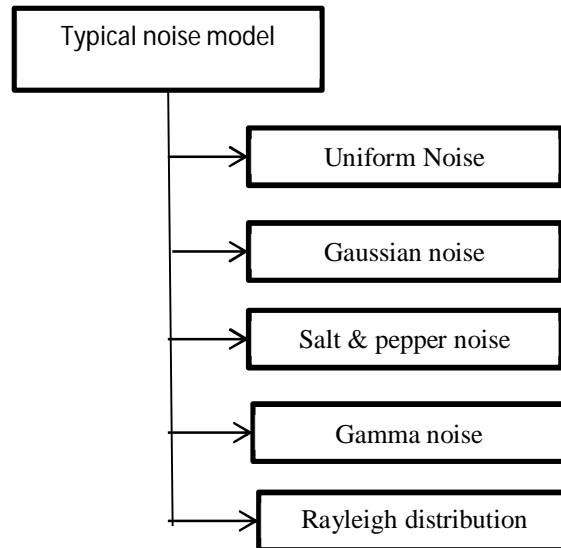 Typical noise model
Uniform Noise
Gaussian noise
Salt & pepper noise
Gamma noise
Rayleigh distribution